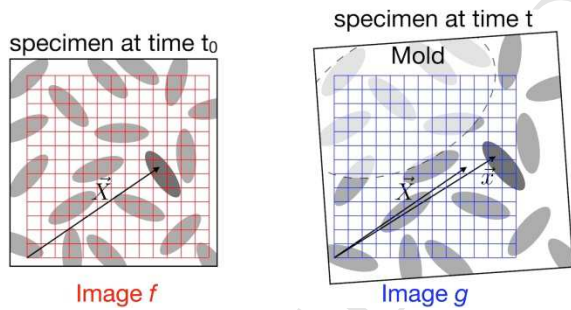 specimen at time t₀
specimen at time t
Mold
X⃗
X⃗
x⃗
Image f
Image g